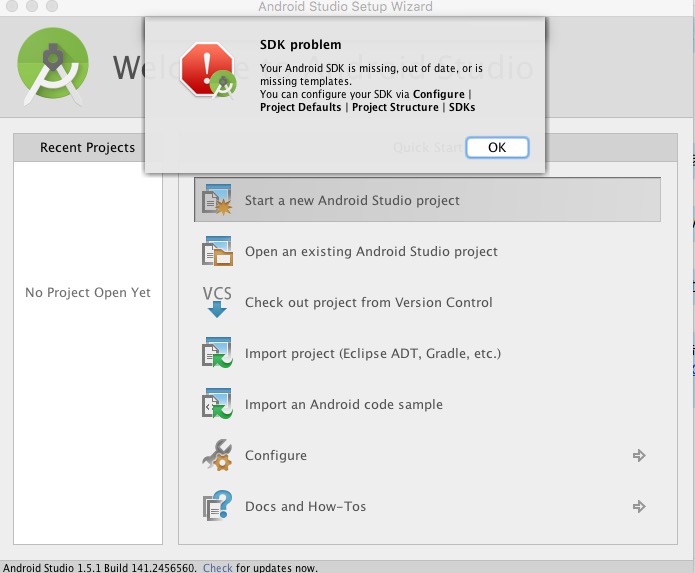 Android Studio Setup Wizard
SDK problem
Your Android SDK is missing, out of date, or is
missing templates.
You can configure your SDK via Configure |
Project Defaults | Project Structure | SDKs
OK
Recent Projects
Quick Start
No Project Open Yet
Start a new Android Studio project
Open an existing Android Studio project
VCS
Check out project from Version Control
Import project (Eclipse ADT, Gradle, etc.)
Import an Android code sample
Configure
Docs and How-Tos
Android Studio 1.5.1 Build 141.2456560. Check for updates now.